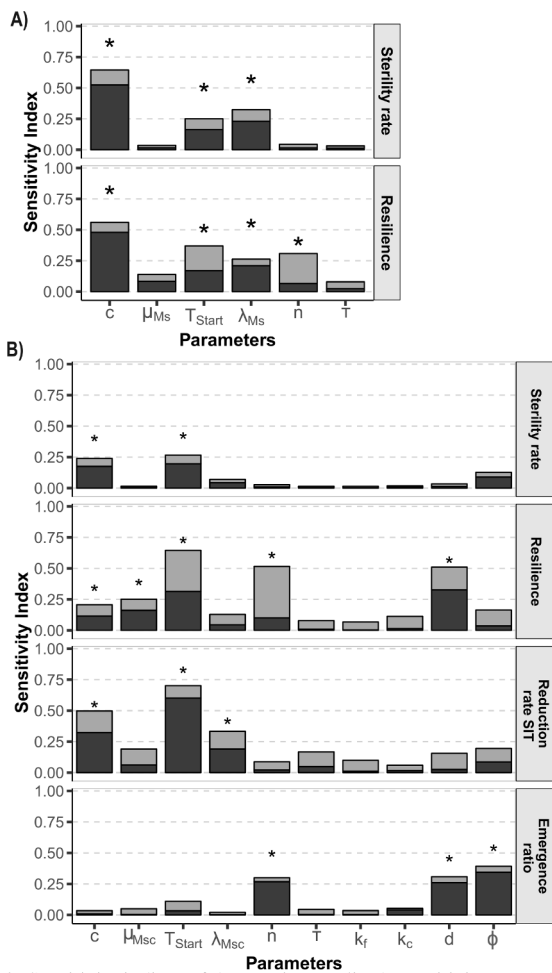 A)
Sensitivity Index
1.00
0.75
0.50
0.25
0.00
*
*
*
Sterility rate
1.00
0.75
0.50
0.25
0.00
*
*
*
*
Resilience
c
μMs
TStart
λMs
n
τ
Parameters
B)
Sensitivity Index
1.00
0.75
0.50
0.25
0.00
*
*
Sterility rate
1.00
0.75
0.50
0.25
0.00
*
*
*
*
*
Resilience
1.00
0.75
0.50
0.25
0.00
*
*
*
Reduction
rate SIT
1.00
0.75
0.50
0.25
0.00
*
*
*
Emergence
ratio
c
μMsc
TStart
λMsc
n
τ
kf
kc
d
ϕ
Parameters